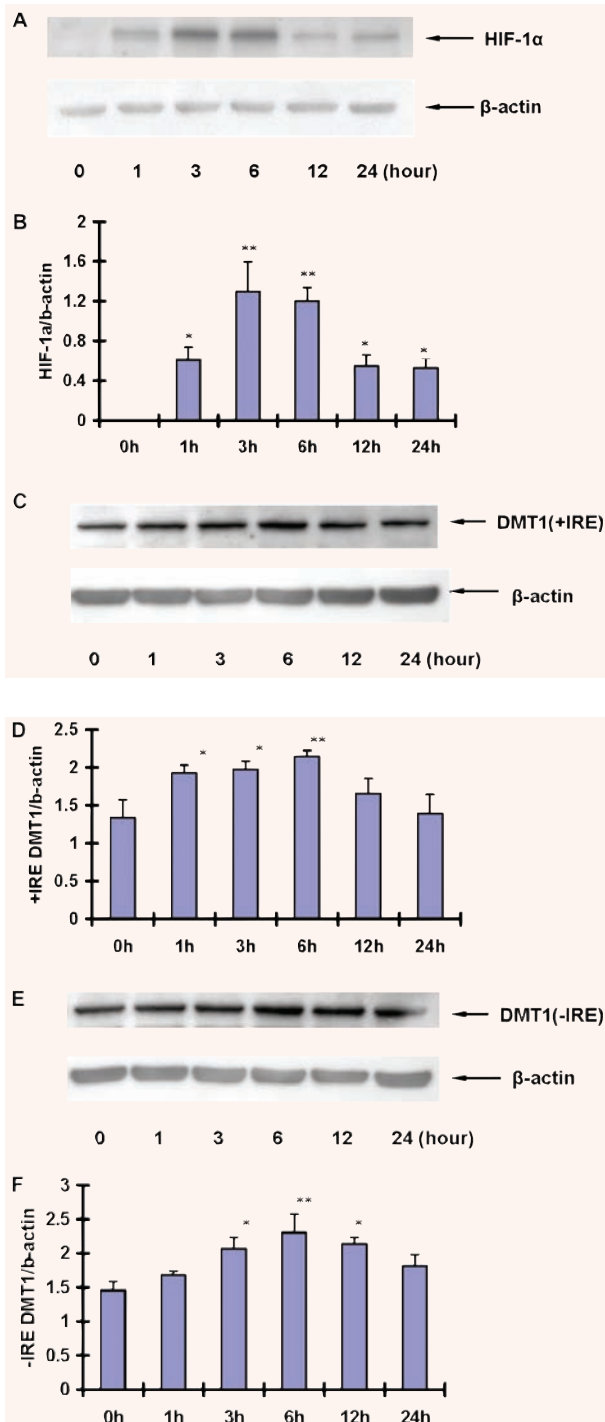 A
HIF-1α
β-actin
0 1 3 6 12 24 (hour)
B
HIF-1a/b-actin
2
1.6
1.2
0.8
0.4
0
* ** ** * *
0h 1h 3h 6h 12h 24h
C
DMT1(+IRE)
β-actin
0 1 3 6 12 24 (hour)
D
+IRE DMT1/b-actin
2.5
2
1.5
1
0.5
0
* * **
0h 1h 3h 6h 12h 24h
E
DMT1(-IRE)
β-actin
0 1 3 6 12 24 (hour)
F
-IRE DMT1/b-actin
3
2.5
2
1.5
1
0.5
0
* ** *
0h 1h 3h 6h 12h 24h